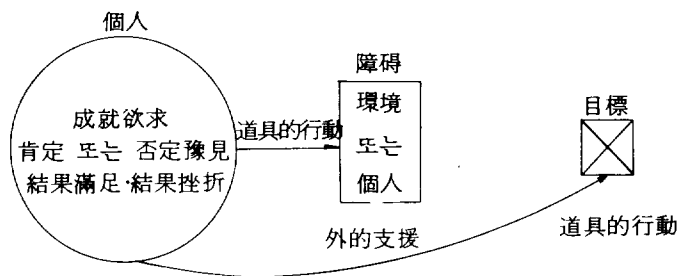 個人
成就欲求
肯定 또는 否定豫見
結果滿足·結果挫折
道具的行動
障碍
環境
또는
個人
目標
外的支援
道具的行動